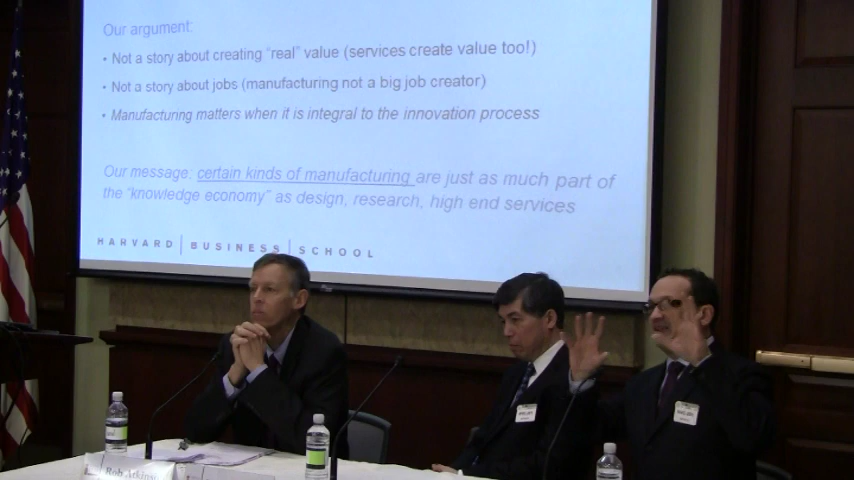 Our argument:
• Not a story about creating "real" value (services create value too!)
• Not a story about jobs (manufacturing not a big job creator)
• Manufacturing matters when it is integral to the innovation process
Our message: certain kinds of manufacturing are just as much part of
the "knowledge economy" as design, research, high end services
HARVARD | BUSINESS | SCHOOL
Rob Atkinson